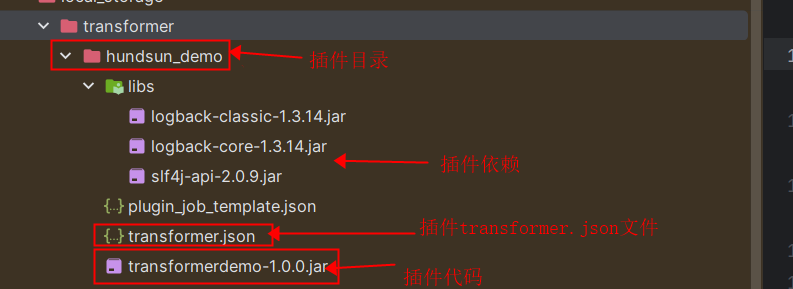 transformer
hundsun_demo
插件目录
libs
logback-classic-1.3.14.jar
logback-core-1.3.14.jar
插件依赖
slf4j-api-2.0.9.jar
plugin_job_template.json
插件transformer.json文件
transformer.json
transformerdemo-1.0.0.jar
插件代码